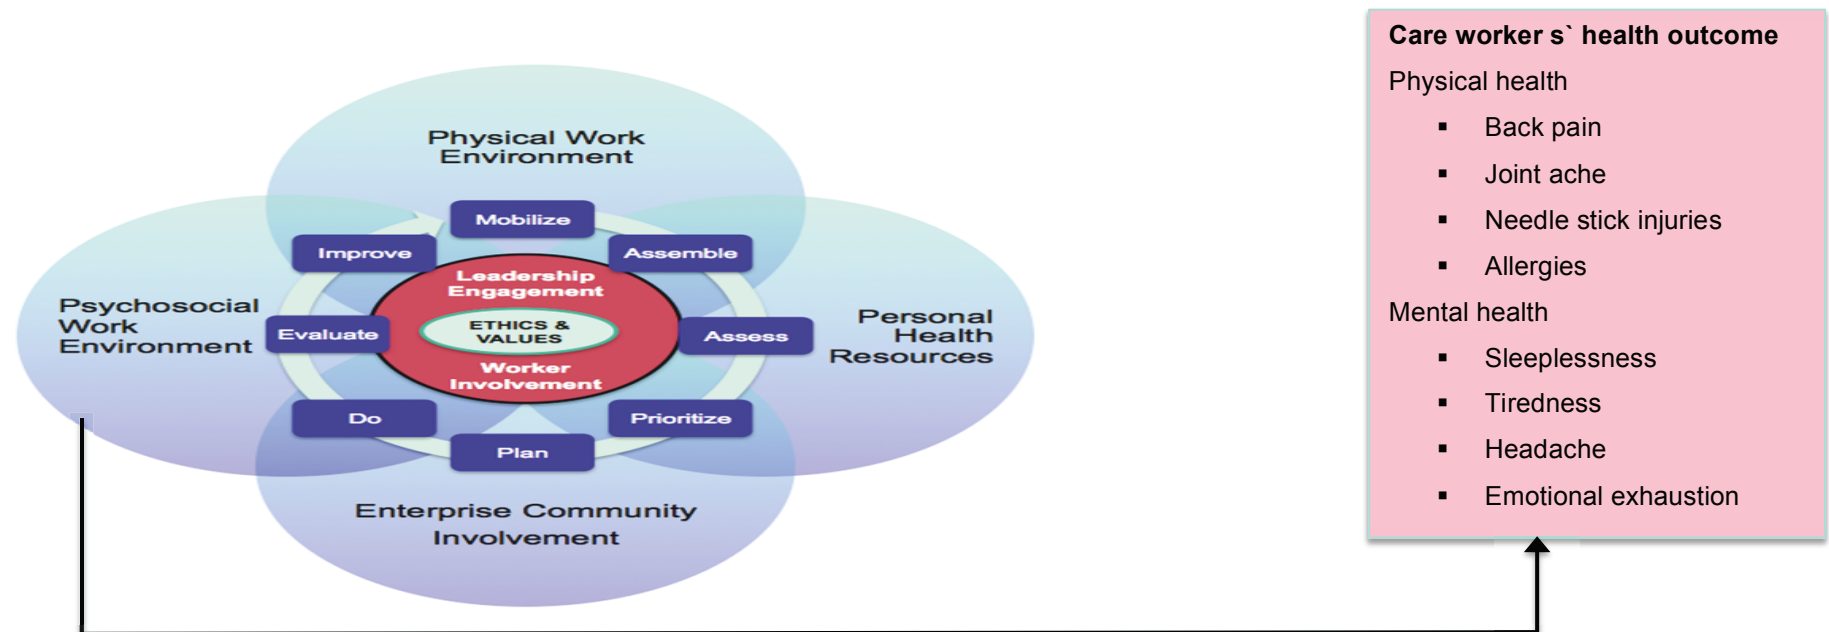 Physical Work
Environment
Mobilize
Improve
Assemble
Leadership
Engagement
Psychosocial
Work
Environment
Evaluate
ETHICS &
VALUES
Assess
Personal
Health
Resources
Worker
Involvement
Do
Prioritize
Plan
Enterprise Community
Involvement
Care worker s` health outcome
Physical health
▪ Back pain
▪ Joint ache
▪ Needle stick injuries
▪ Allergies
Mental health
▪ Sleeplessness
▪ Tiredness
▪ Headache
▪ Emotional exhaustion